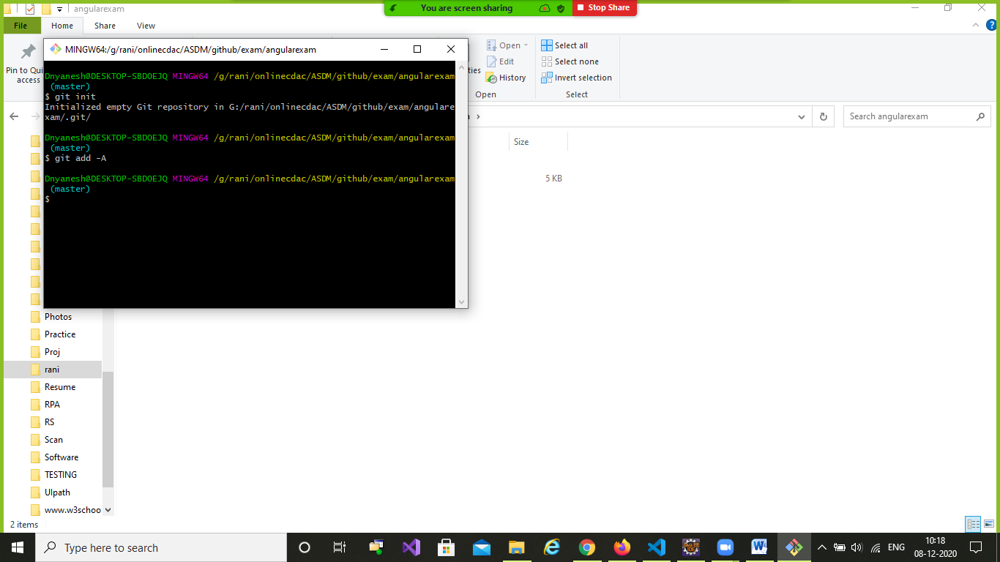 angularexam
You are screen sharing
Stop Share
File Home Share View
Pin to Qui
access
MINGW64:/g/rani/onlinecdac/ASDM/github/exam/angularexam
Open
Edit
History
Open
Select all
Select none
Invert selection
Select
Dnyanesh@DESKTOP-SBDOEJQ MINGW64 /g/rani/onlinecdac/ASDM/github/exam/angularexam
(master)
$ git init
Initialized empty Git repository in G:/rani/onlinecdac/ASDM/github/exam/angulare
xam/.git/
Dnyanesh@DESKTOP-SBDOEJQ MINGW64 /g/rani/onlinecdac/ASDM/github/exam/angularexam
(master)
$ git add -A
Dnyanesh@DESKTOP-SBDOEJQ MINGW64 /g/rani/onlinecdac/ASDM/github/exam/angularexam
(master)
$
Search angularexam
Size
5 KB
Photos
Practice
Proj
rani
Resume
RPA
RS
Scan
Software
TESTING
UIpath
www.w3schoo
2 items
Type here to search
ENG
10:18
08-12-2020